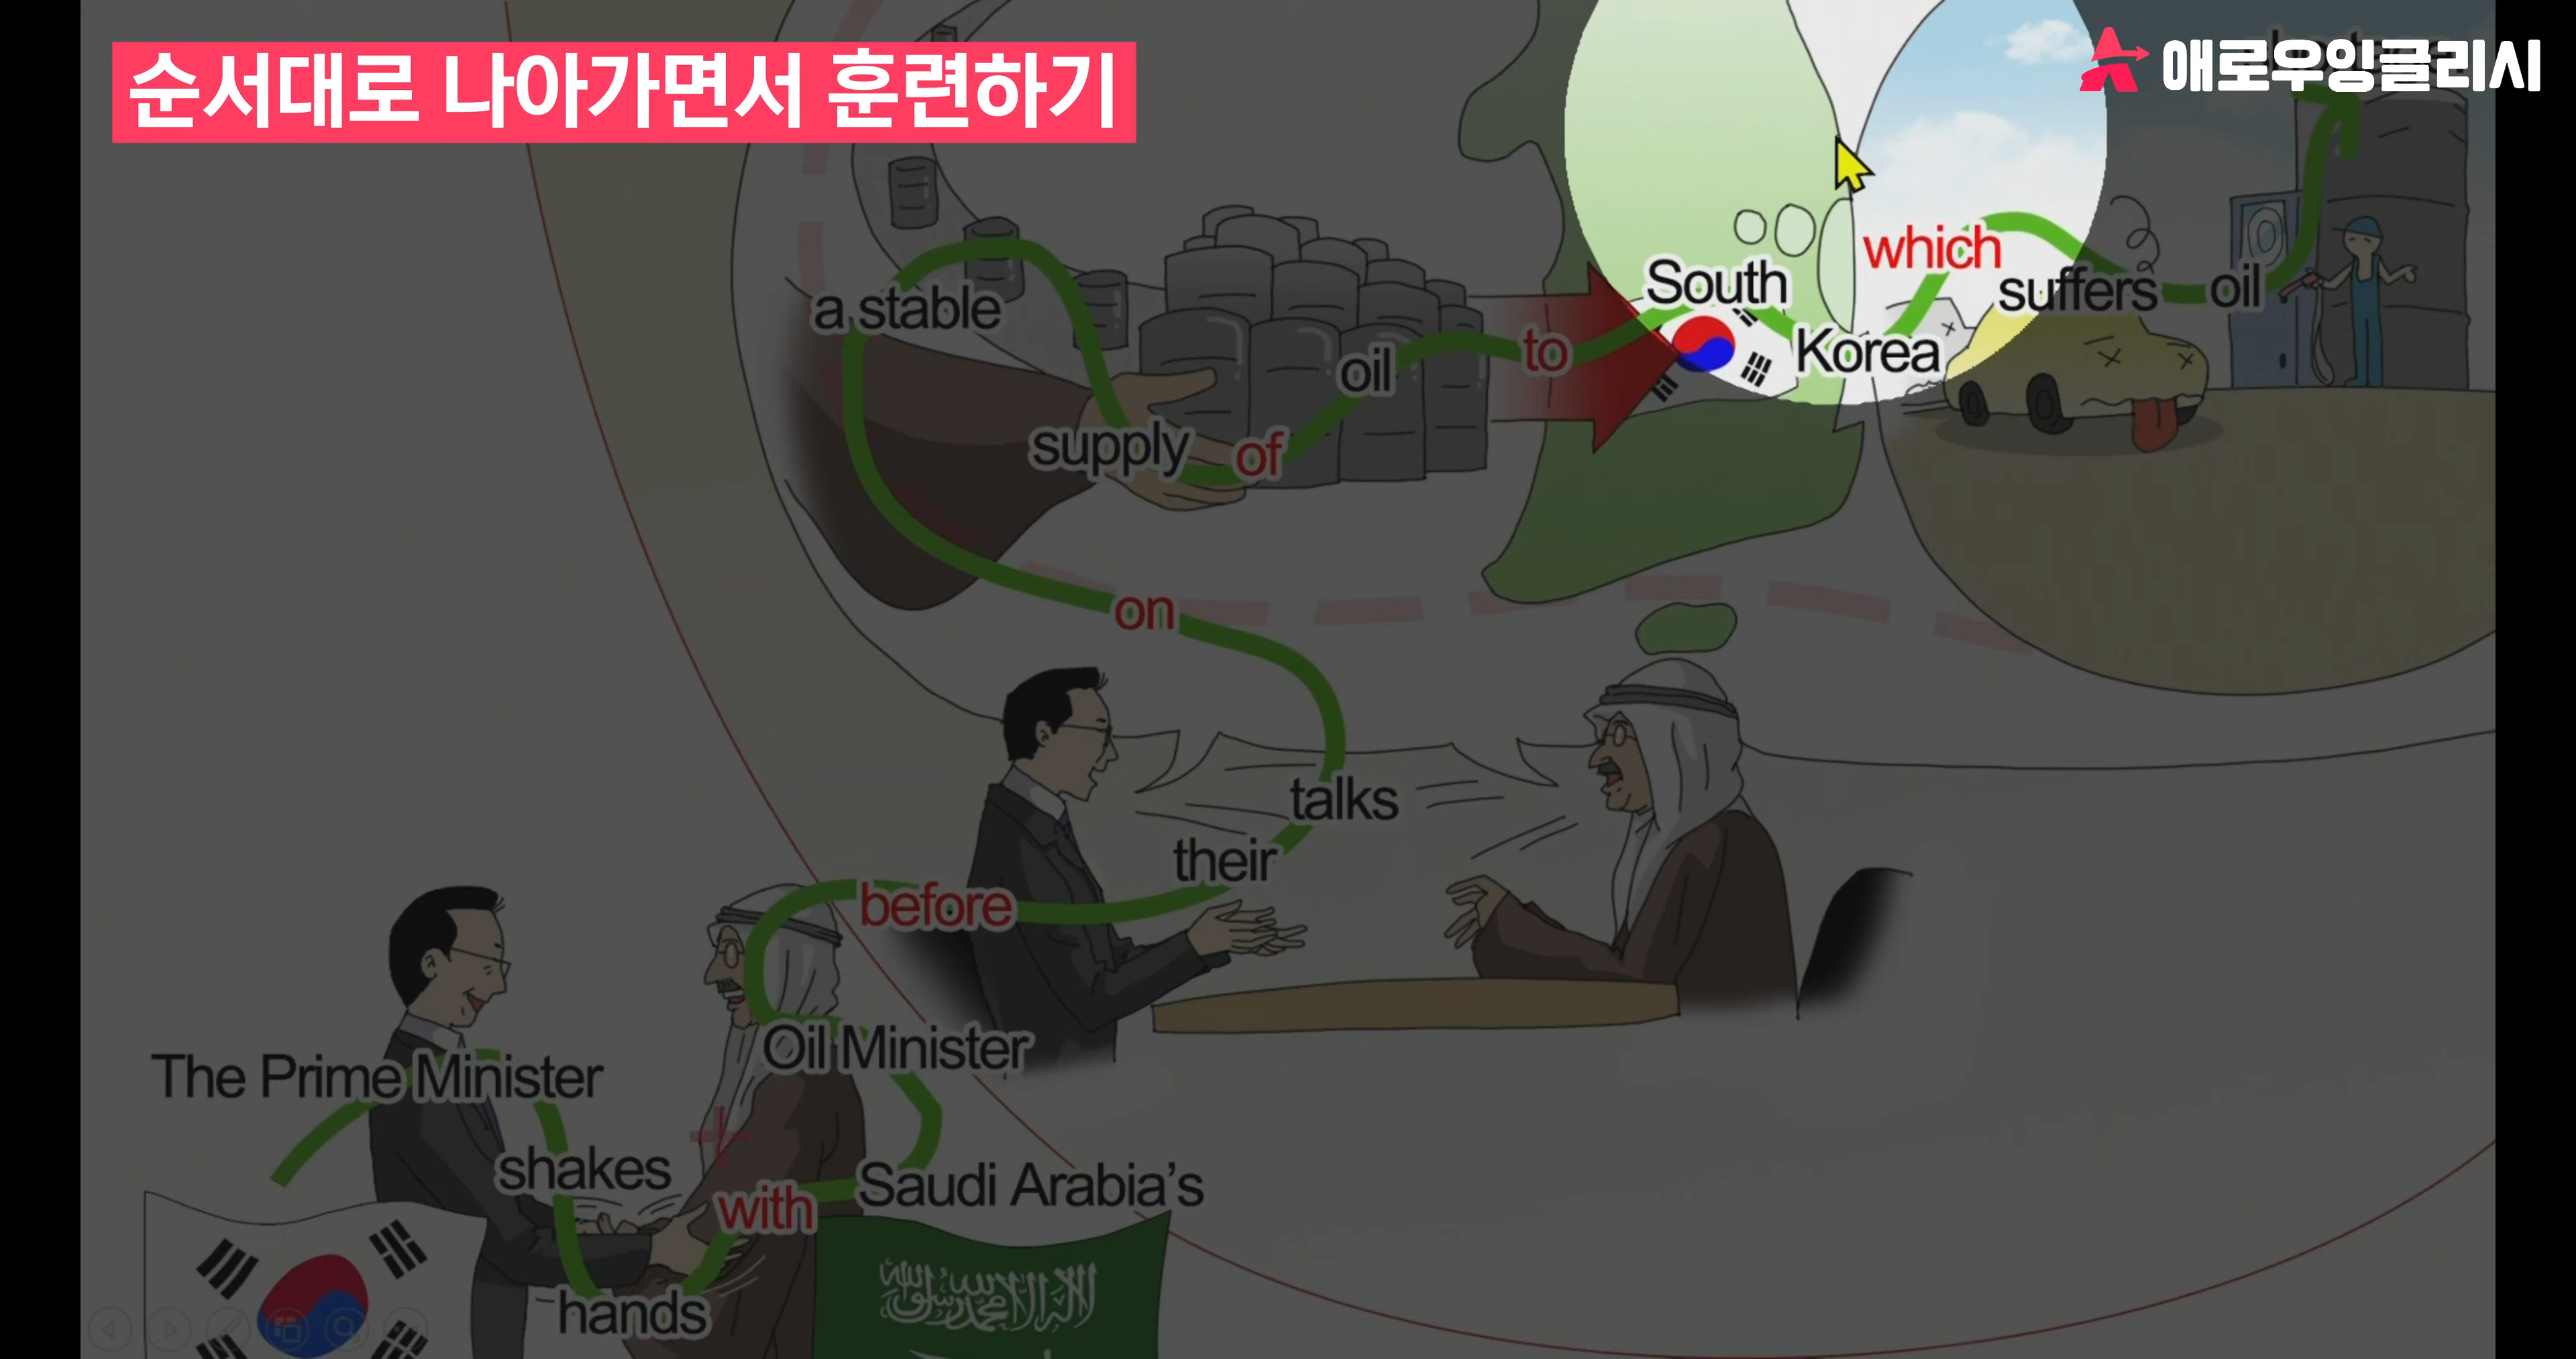 순서대로 나아가면서 훈련하기
애로우잉글리시
The Prime Minister
shakes
hands
with
Saudi Arabia's
Oil Minister
before
their
talks
on
a stable
supply
of
oil
to
South
Korea
which
suffers
oil